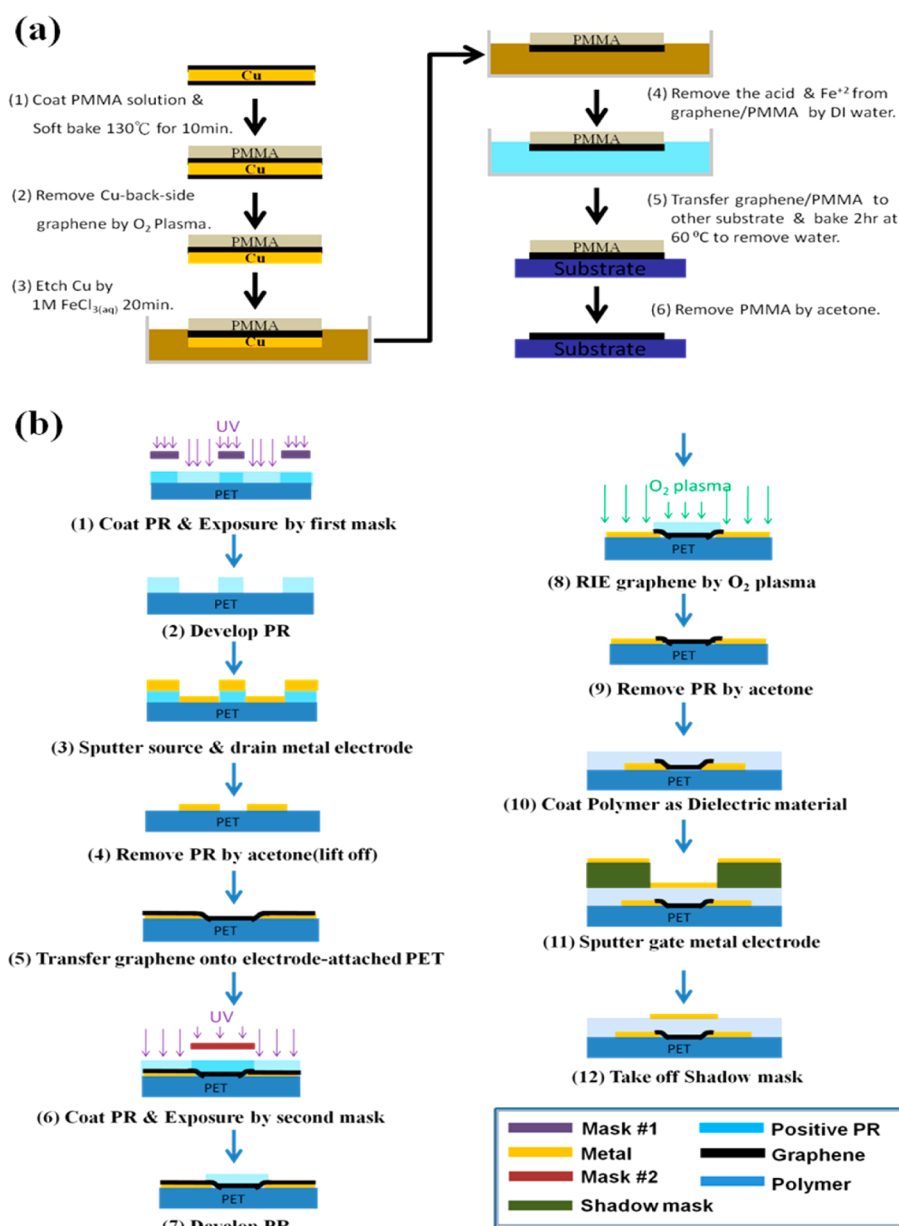 (a)
Cu
(1) Coat PMMA solution &
Soft bake 130℃ for 10min.
PMMA
Cu
(2) Remove Cu-back-side
graphene by O₂ Plasma.
PMMA
Cu
(3) Etch Cu by
1M FeCl₃₍ₐq₎ 20min.
PMMA
Cu
PMMA
(4) Remove the acid & Fe⁺² from
graphene/PMMA by DI water.
PMMA
(5) Transfer graphene/PMMA to
other substrate & bake 2hr at
60 ⁰C to remove water.
PMMA
Substrate
(6) Remove PMMA by acetone.
Substrate
(b)
UV
PET
(1) Coat PR & Exposure by first mask
PET
(2) Develop PR
PET
(3) Sputter source & drain metal electrode
PET
(4) Remove PR by acetone(lift off)
PET
(5) Transfer graphene onto electrode-attached PET
UV
PET
(6) Coat PR & Exposure by second mask
PET
(7) Develop PR
O₂ plasma
PET
(8) RIE graphene by O₂ plasma
PET
(9) Remove PR by acetone
PET
(10) Coat Polymer as Dielectric material
PET
(11) Sputter gate metal electrode
PET
(12) Take off Shadow mask
Mask #1
Metal
Mask #2
Shadow mask
Positive PR
Graphene
Polymer